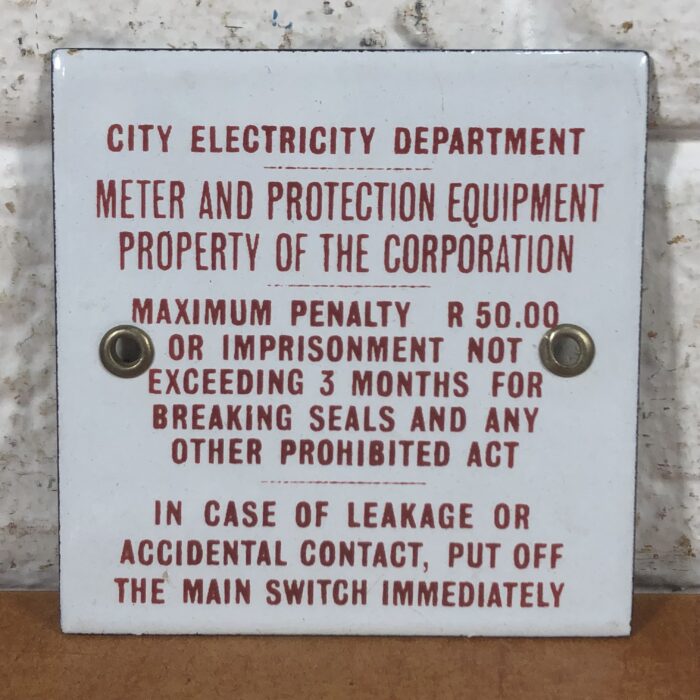 CITY ELECTRICITY DEPARTMENT
METER AND PROTECTION EQUIPMENT
PROPERTY OF THE CORPORATION
MAXIMUM PENALTY R 50.00
OR IMPRISONMENT NOT
EXCEEDING 3 MONTHS FOR
BREAKING SEALS AND ANY
OTHER PROHIBITED ACT
IN CASE OF LEAKAGE OR
ACCIDENTAL CONTACT, PUT OFF
THE MAIN SWITCH IMMEDIATELY